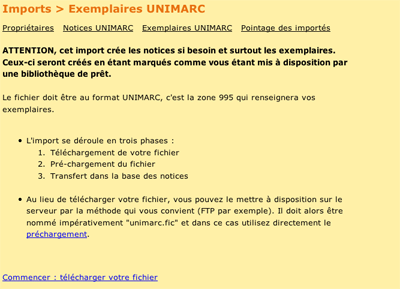 Imports > Exemplaires UNIMARC
Propriétaires Notices UNIMARC Exemplaires UNIMARC Pointage des importés
ATTENTION, cet import crée les notices si besoin et surtout les exemplaires.
Ceux-ci seront créés en étant marqués comme vous étant mis à disposition par
une bibliothèque de prêt.
Le fichier doit être au format UNIMARC, c'est la zone 995 qui renseignera vos
exemplaires.
• L'import se déroule en trois phases :
1. Téléchargement de votre fichier
2. Pré-chargement du fichier
3. Transfert dans la base des notices
• Au lieu de télécharger votre fichier, vous pouvez le mettre à disposition sur le
serveur par la méthode qui vous convient (FTP par exemple). Il doit alors être
nommé impérativement "unimarc.fic" et dans ce cas utilisez directement le
préchargement.
Commencer : télécharger votre fichier